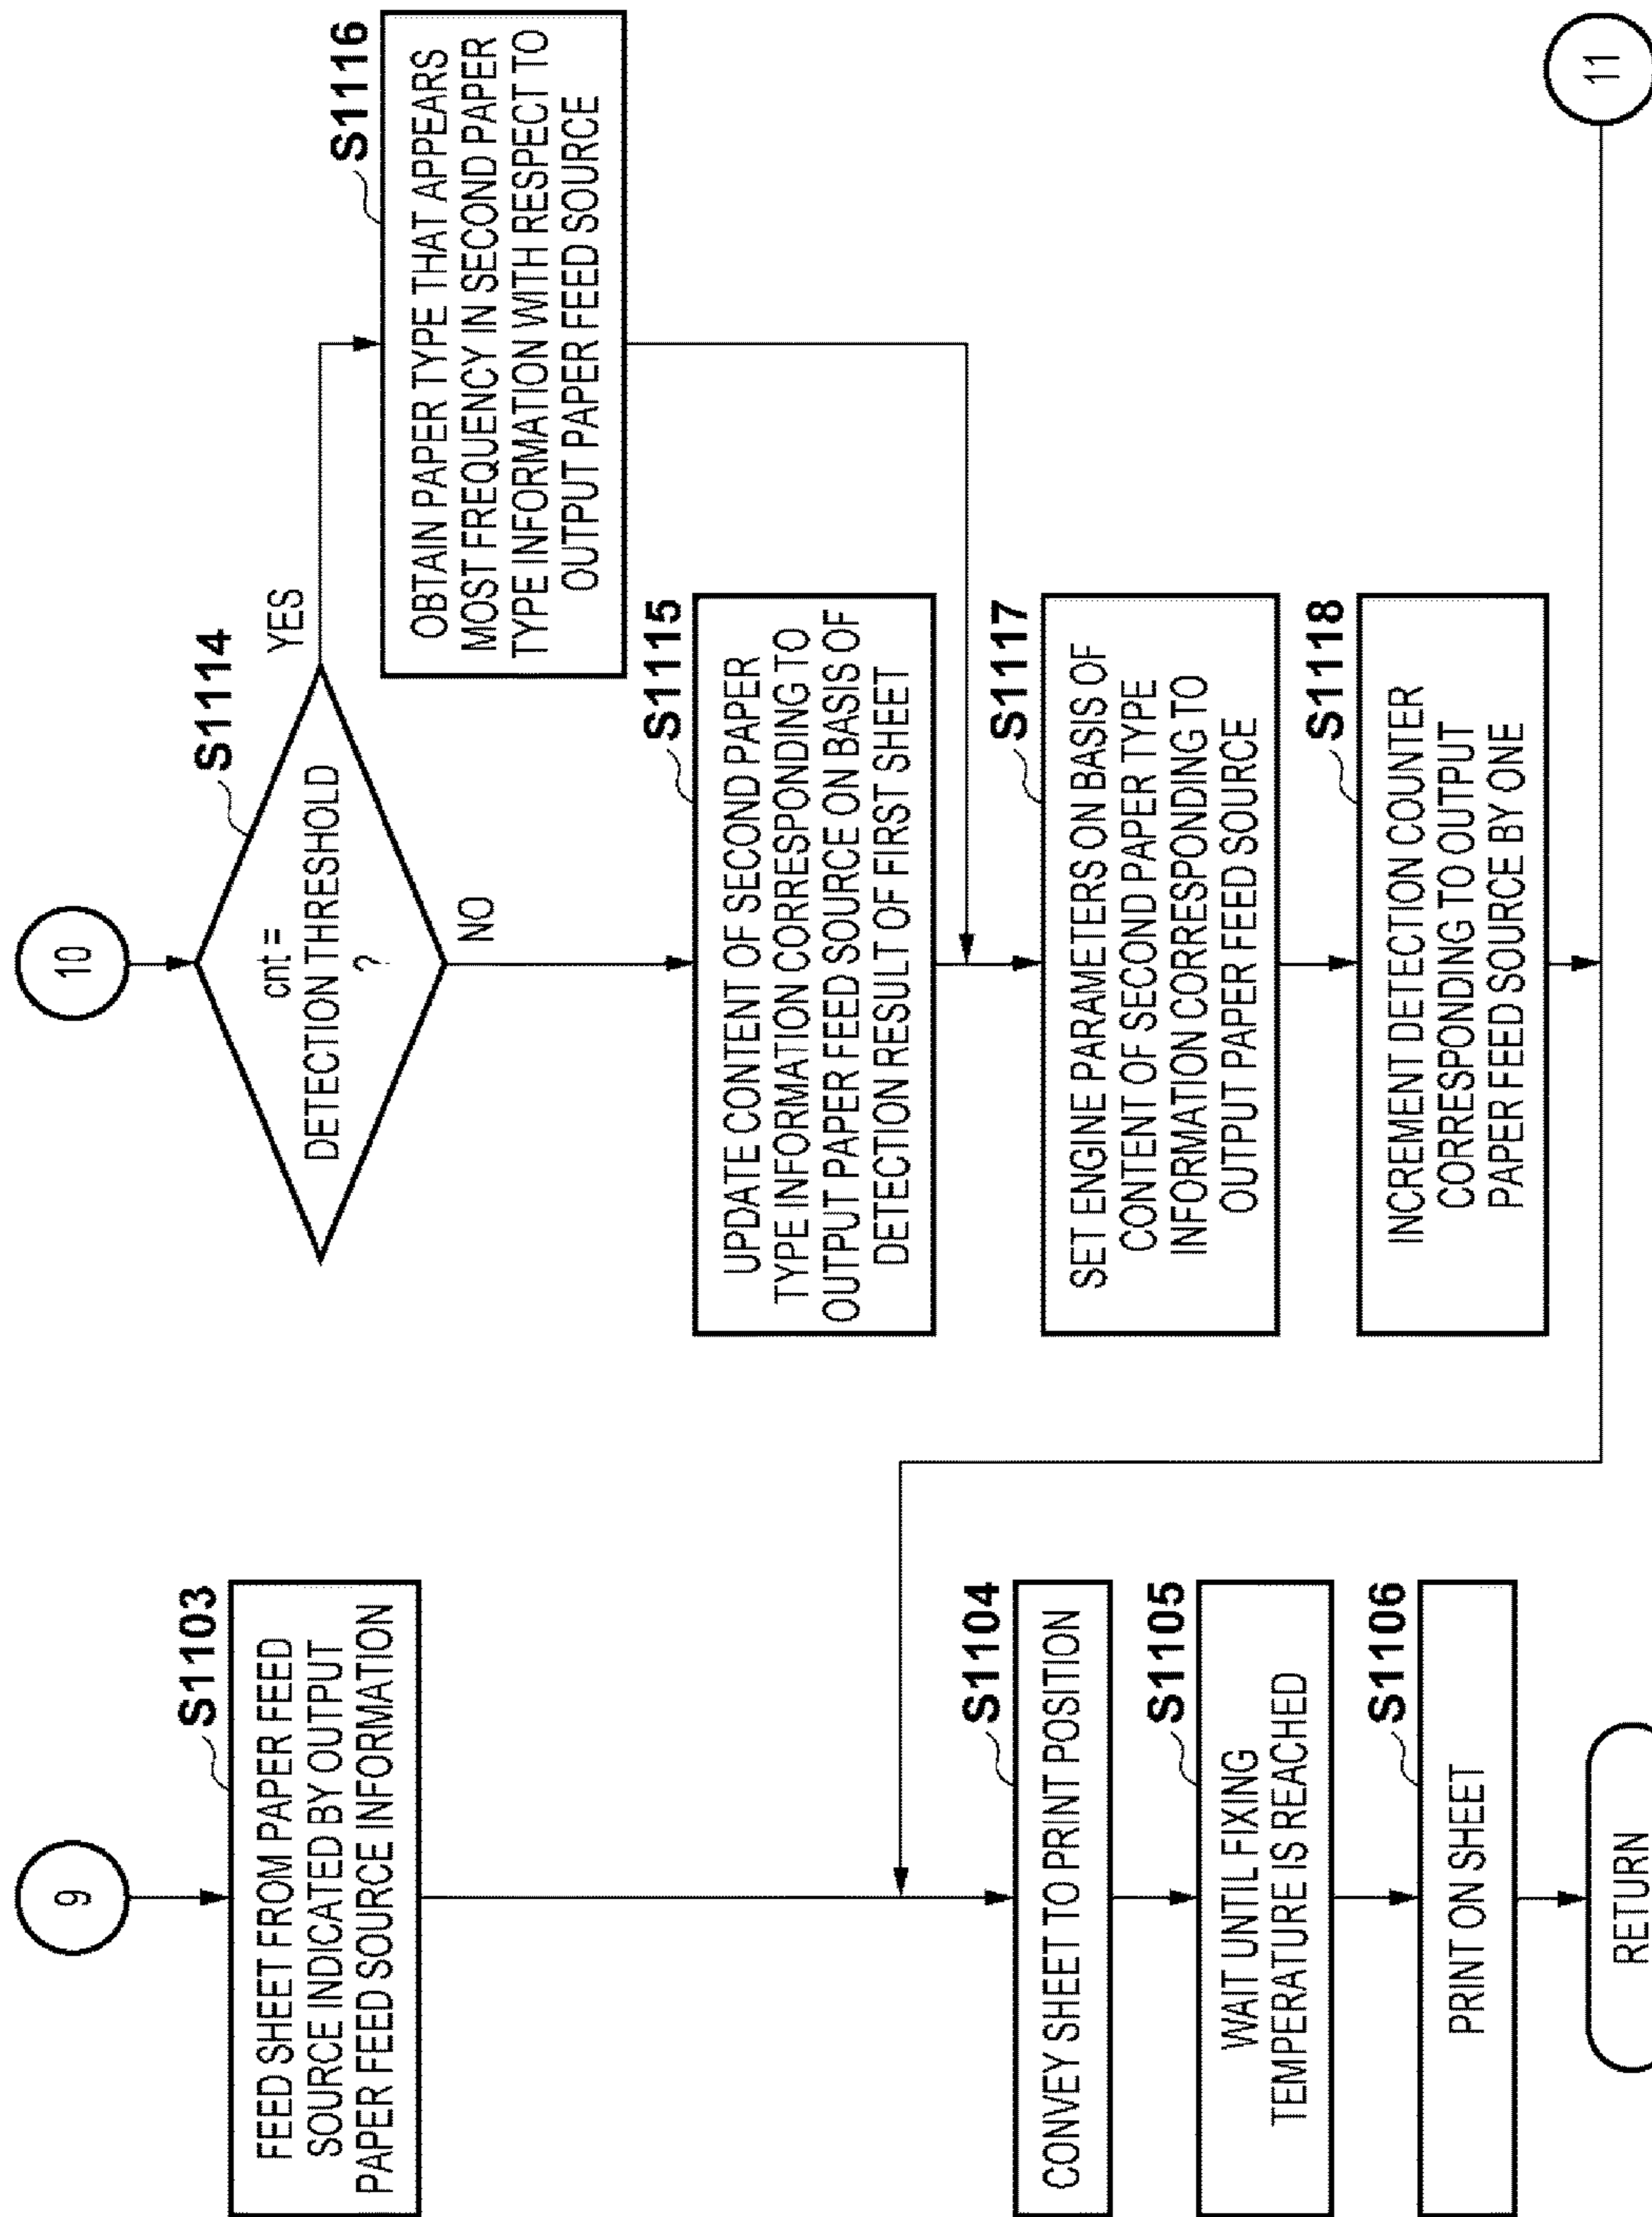 9
S1103
FEED SHEET FROM PAPER FEED
SOURCE INDICATED BY OUTPUT
PAPER FEED SOURCE INFORMATION
S1104
CONVEY SHEET TO PRINT POSITION
S1105
WAIT UNTIL FIXING
TEMPERATURE IS REACHED
S1106
PRINT ON SHEET
RETURN
10
S1114
cnt =
DETECTION THRESHOLD
?
YES
NO
S1116
OBTAIN PAPER TYPE THAT APPEARS
MOST FREQUENCY IN SECOND PAPER
TYPE INFORMATION WITH RESPECT TO
OUTPUT PAPER FEED SOURCE
S1115
UPDATE CONTENT OF SECOND PAPER
TYPE INFORMATION CORRESPONDING TO
OUTPUT PAPER FEED SOURCE ON BASIS OF
DETECTION RESULT OF FIRST SHEET
S1117
SET ENGINE PARAMETERS ON BASIS OF
CONTENT OF SECOND PAPER TYPE
INFORMATION CORRESPONDING TO
OUTPUT PAPER FEED SOURCE
S1118
INCREMENT DETECTION COUNTER
CORRESPONDING TO OUTPUT
PAPER FEED SOURCE BY ONE
11